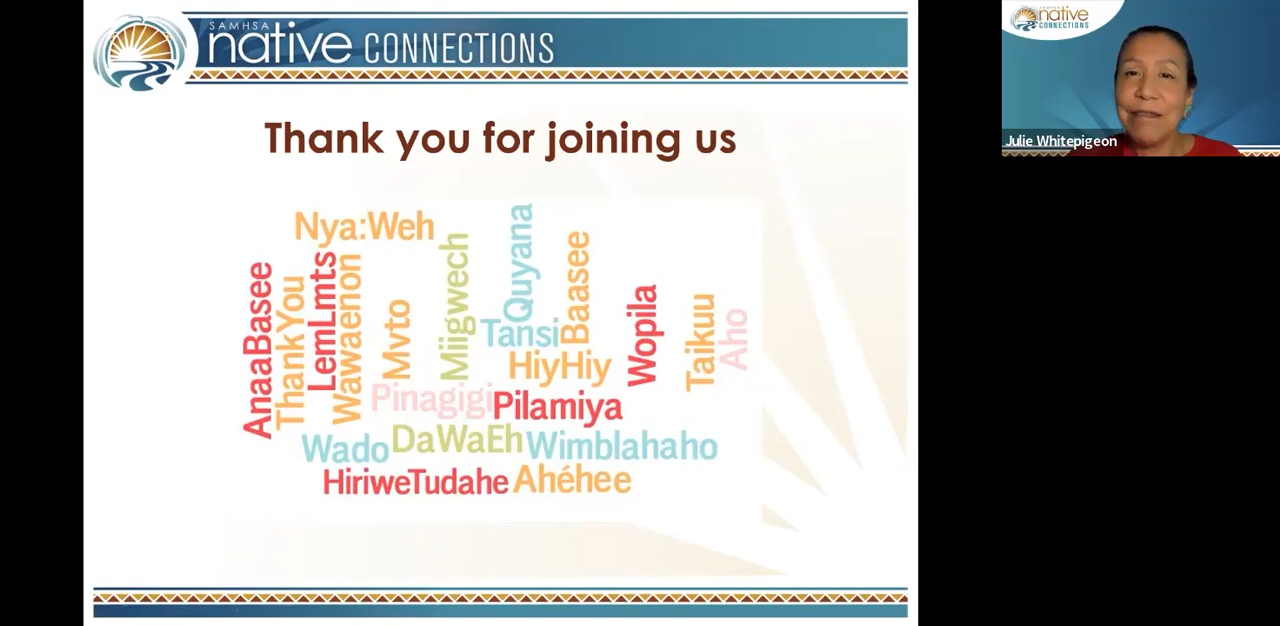 SAMHSA
native CONNECTIONS
SAMHSA
native
CONNECTIONS
Julie Whitepigeon
Thank you for joining us
Nya:Weh
AnaaBasee
ThankYou
LemLmts
Wawaenon
Mvto
Miigwech
Quyana
Tansi
Baasee
HiyHiy
Wopila
Taikuu
Aho
Pinagigi
Pilamiya
Wado
DaWaEh
Wimblahaho
HiriweTudahe
Ahéhee